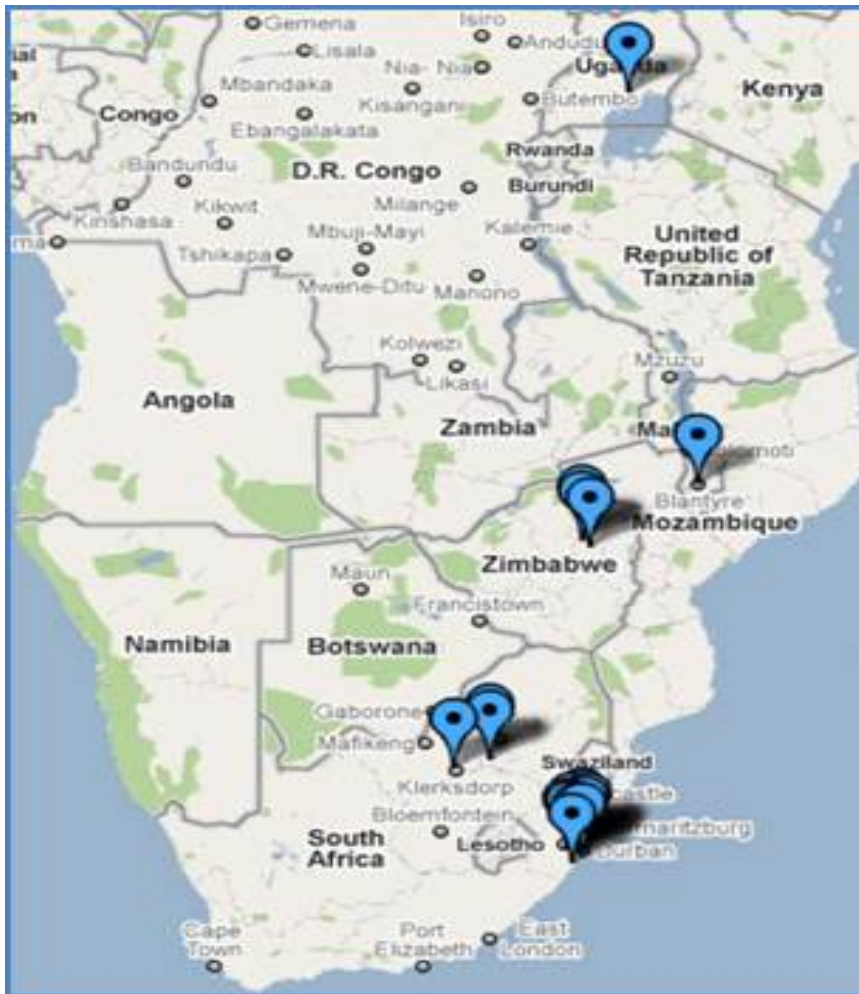 Gemena
Isiro
Lisala
Andudu
Nia- Nia
Uganda
Kenya
Mbandaka
Kisangani
Butembo
Congo
Ebangalakata
Rwanda
Bandundu
D.R. Congo
Burundi
Kinshasa
Kikwit
Milange
Mbuji-Mayi
Kalemie
United
Republic of
Tanzania
Tshikapa
Mwene-Ditu
Manono
Kolwezi
Mzuzu
Likasi
Angola
Zambia
Blantyre
Mozambique
Zimbabwe
Maun
Francistown
Namibia
Botswana
Gaborone
Mafikeng
Swaziland
Klerksdorp
Bloemfontein
South
Africa
Lesotho
Durban
Cape
Town
Port
Elizabeth
East
London